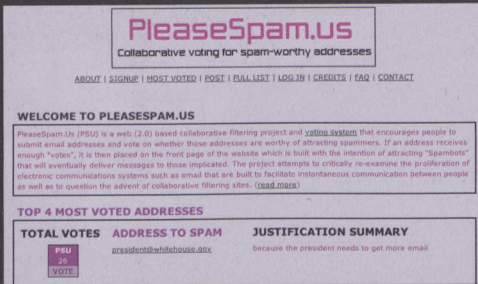 PleaseSpam.us
Collaborative voting for spam-worthy addresses
ABOUT | SIGNUP | MOST VOTED | POST | FULL LIST | LOG IN | CREDITS | FAQ | CONTACT
WELCOME TO PLEASESPAM.US
PleaseSpam.Us (PSU) is a web (2.0) based collaborative filtering project and voting system that encourages people to
submit email addresses and vote on whether those addresses are worthy of attracting spammers. If an address receives
enough "votes", it is then placed on the front page of the website which is built with the intention of attracting "Spambots"
that will eventually deliver messages to those implicated. The project attempts to critically re-examine the proliferation of
electronic communications systems such as email that are built to facilitate instantaneous communication between people
as well as to question the advent of collaborative filtering sites. (read more)
TOP 4 MOST VOTED ADDRESSES
TOTAL VOTES ADDRESS TO SPAM JUSTIFICATION SUMMARY
PSU president@whitehouse.gov because the president needs to get more email
26
VOTE